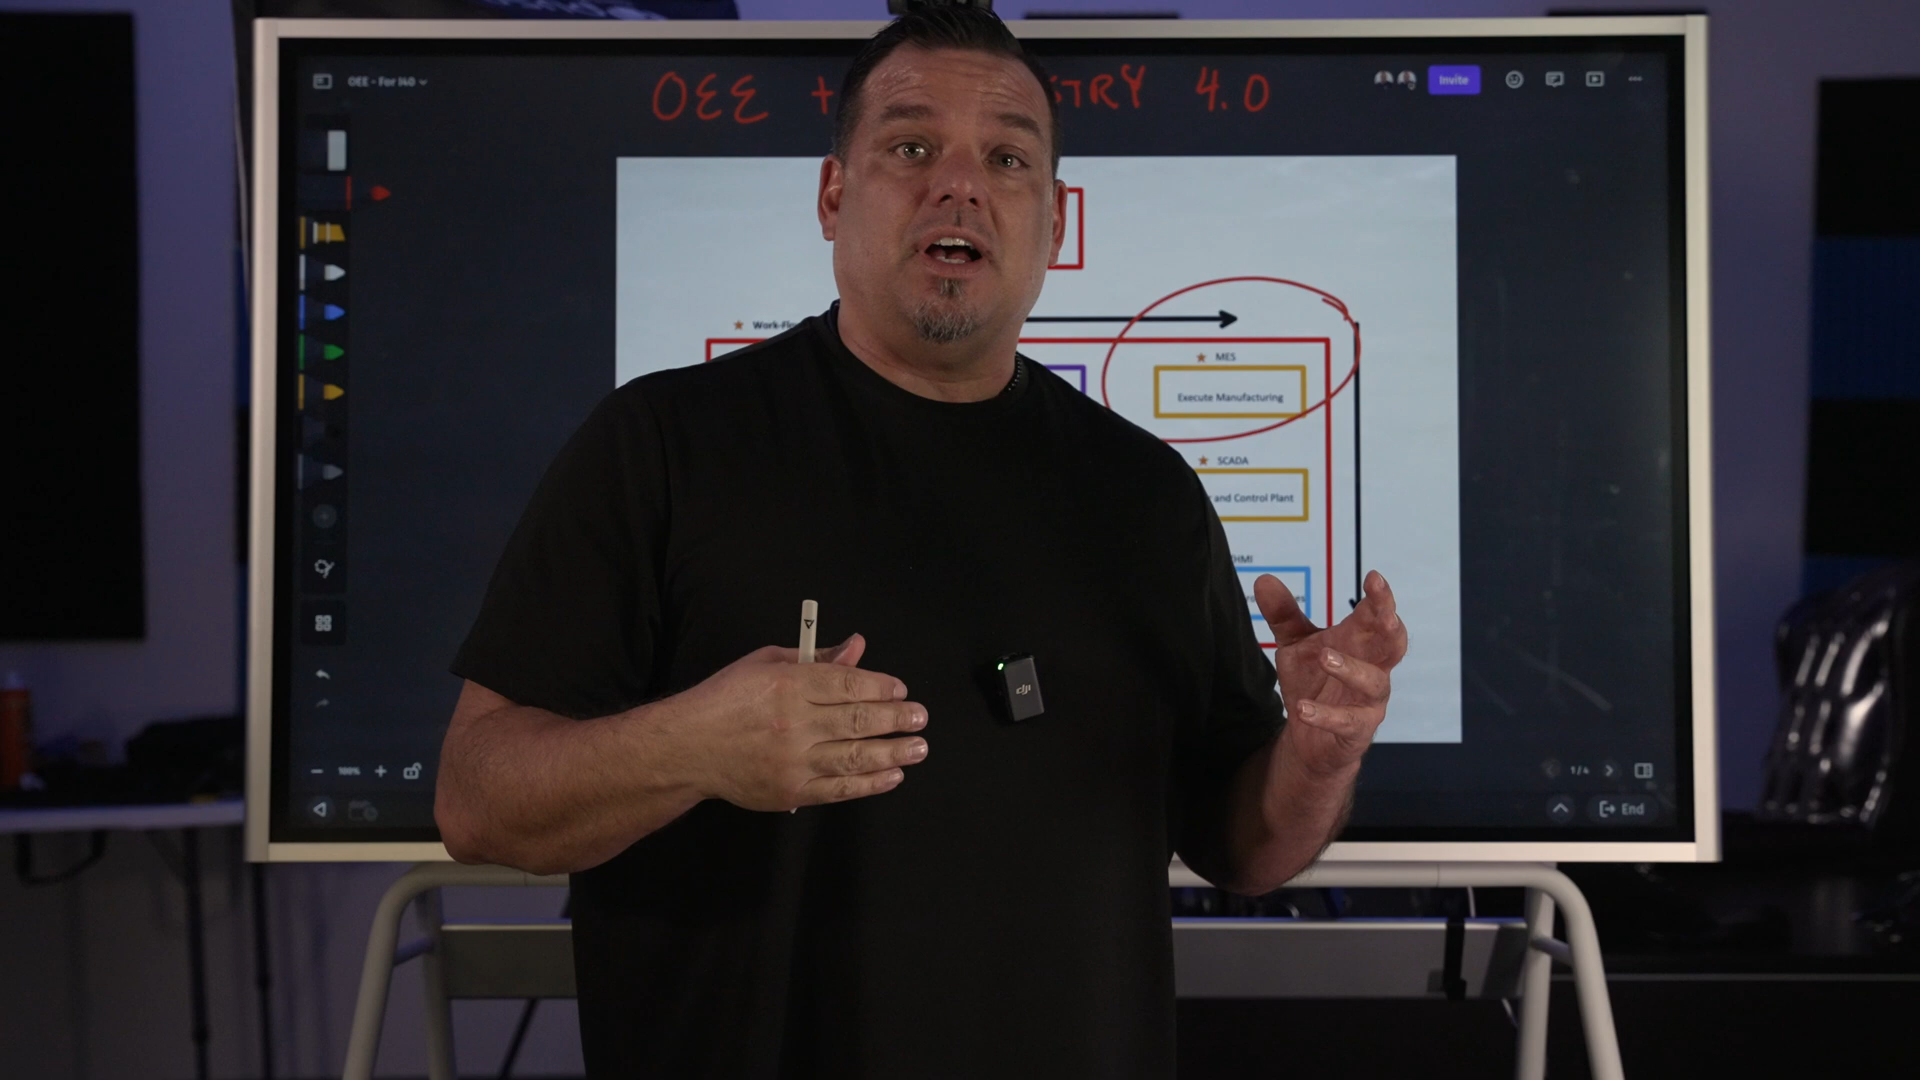 OEE - For I40
OEE + STRY 4.0
Invite
Work-Flo
MES
Execute Manufacturing
SCADA
and Control Plant
HMI
dji
100%
1/4
End